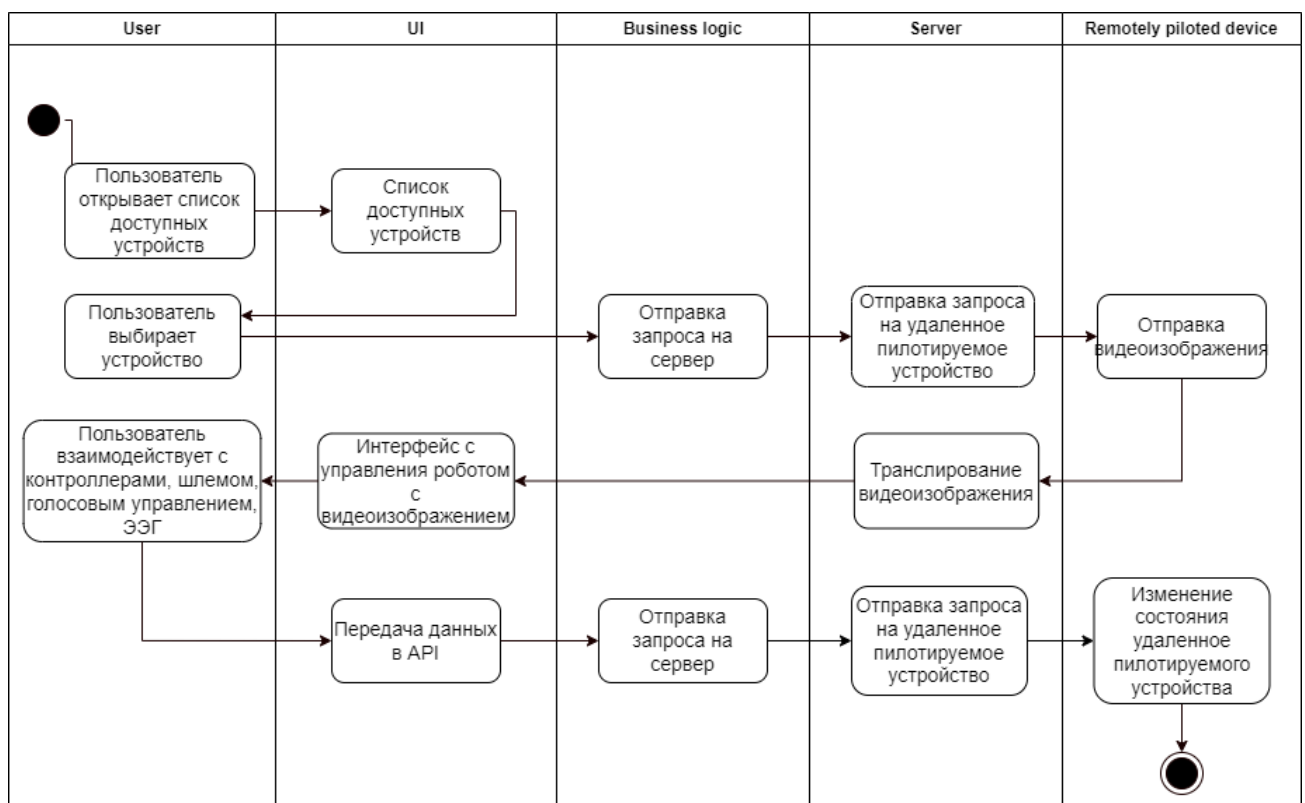 User
UI
Business logic
Server
Remotely piloted device
Пользователь
открывает список
доступных
устройств
Список
доступных
устройств
Пользователь
выбирает
устройство
Отправка
запроса на
сервер
Отправка запроса
на удаленное
пилотируемое
устройство
Отправка
видеоизображения
Пользователь
взаимодействует с
контроллерами, шлемом,
голосовым управлением,
ЭЭГ
Интерфейс с
управления роботом
с
видеоизображением
Транслирование
видеоизображения
Передача данных
в API
Отправка
запроса на
сервер
Отправка запроса
на удаленное
пилотируемое
устройство
Изменение
состояния
удаленное
пилотируемого
устройства